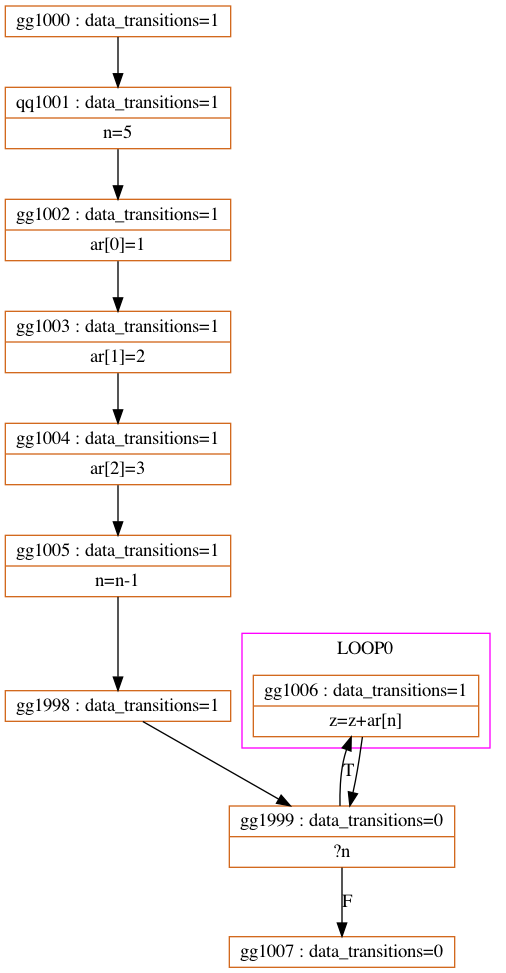 gg1000 : data_transitions=1
qq1001 : data_transitions=1
n=5
gg1002 : data_transitions=1
ar[0]=1
gg1003 : data_transitions=1
ar[1]=2
gg1004 : data_transitions=1
ar[2]=3
gg1005 : data_transitions=1
n=n-1
LOOP0
gg1006 : data_transitions=1
z=z+ar[n]
gg1998 : data_transitions=1
T
gg1999 : data_transitions=0
?n
F
gg1007 : data_transitions=0